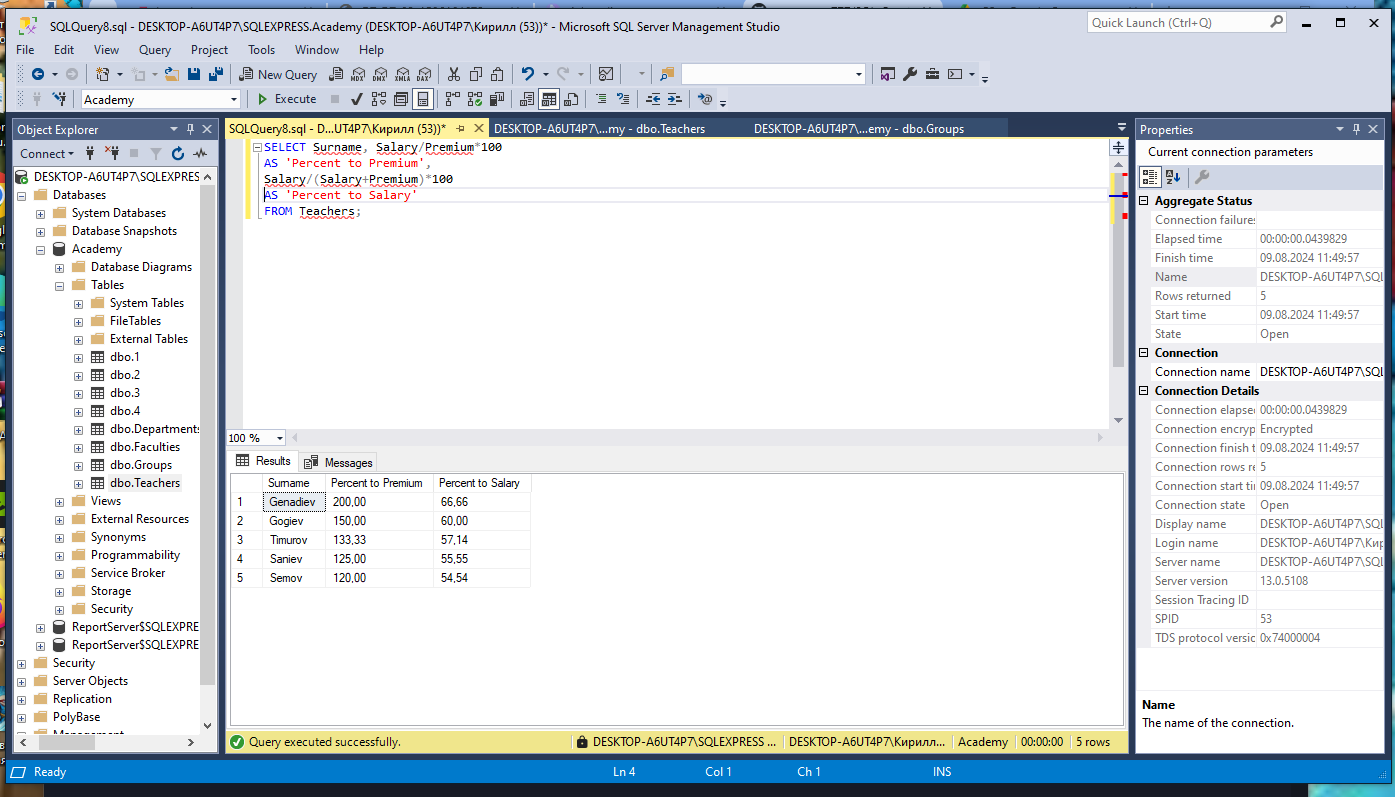 SQLQuery8.sql - DESKTOP-A6UT4P7\SQLEXPRESS.Academy (DESKTOP-A6UT4P7\Кирилл (53))* - Microsoft SQL Server Management Studio
Quick Launch (Ctrl+Q)
File Edit View Query Project Tools Window Help
New Query MDX DMX XMLA DAX
Academy Execute
Object Explorer
Connect
DESKTOP-A6UT4P7\SQLEXPRES
Databases
System Databases
Database Snapshots
Academy
Database Diagrams
Tables
System Tables
FileTables
External Tables
dbo.1
dbo.2
dbo.3
dbo.4
dbo.Department
dbo.Faculties
dbo.Groups
dbo.Teachers
Views
External Resources
Synonyms
Programmability
Service Broker
Storage
Security
ReportServer$SQLEXPRE
ReportServer$SQLEXPRE
Security
Server Objects
Replication
PolyBase
SQLQuery8.sql - D...UT4P7\Кирилл (53))* DESKTOP-A6UT4P7\...my - dbo.Teachers DESKTOP-A6UT4P7\...emy - dbo.Groups
SELECT Surname, Salary/Premium*100
AS 'Percent to Premium',
Salary/(Salary+Premium)*100
AS 'Percent to Salary'
FROM Teachers;
100 %
Results Messages
Surname Percent to Premium Percent to Salary
1 Genadiev 200,00 66,66
2 Gogiev 150,00 60,00
3 Timurov 133,33 57,14
4 Saniev 125,00 55,55
5 Semov 120,00 54,54
Query executed successfully. DESKTOP-A6UT4P7\SQLEXPRESS ... DESKTOP-A6UT4P7\Кирилл... Academy 00:00:00 5 rows
Properties
Current connection parameters
Aggregate Status
Connection failure
Elapsed time 00:00:00.0439829
Finish time 09.08.2024 11:49:57
Name DESKTOP-A6UT4P7\SQL
Rows returned 5
Start time 09.08.2024 11:49:57
State Open
Connection
Connection name DESKTOP-A6UT4P7\SQL
Connection Details
Connection elapse 00:00:00.0439829
Connection encryp Encrypted
Connection finish t 09.08.2024 11:49:57
Connection rows re 5
Connection start ti 09.08.2024 11:49:57
Connection state Open
Display name DESKTOP-A6UT4P7\SQL
Login name DESKTOP-A6UT4P7\Ки
Server name DESKTOP-A6UT4P7\SQL
Server version 13.0.5108
Session Tracing ID
SPID 53
TDS protocol versio 0x74000004
Name
The name of the connection.
Ready Ln 4 Col 1 Ch 1 INS